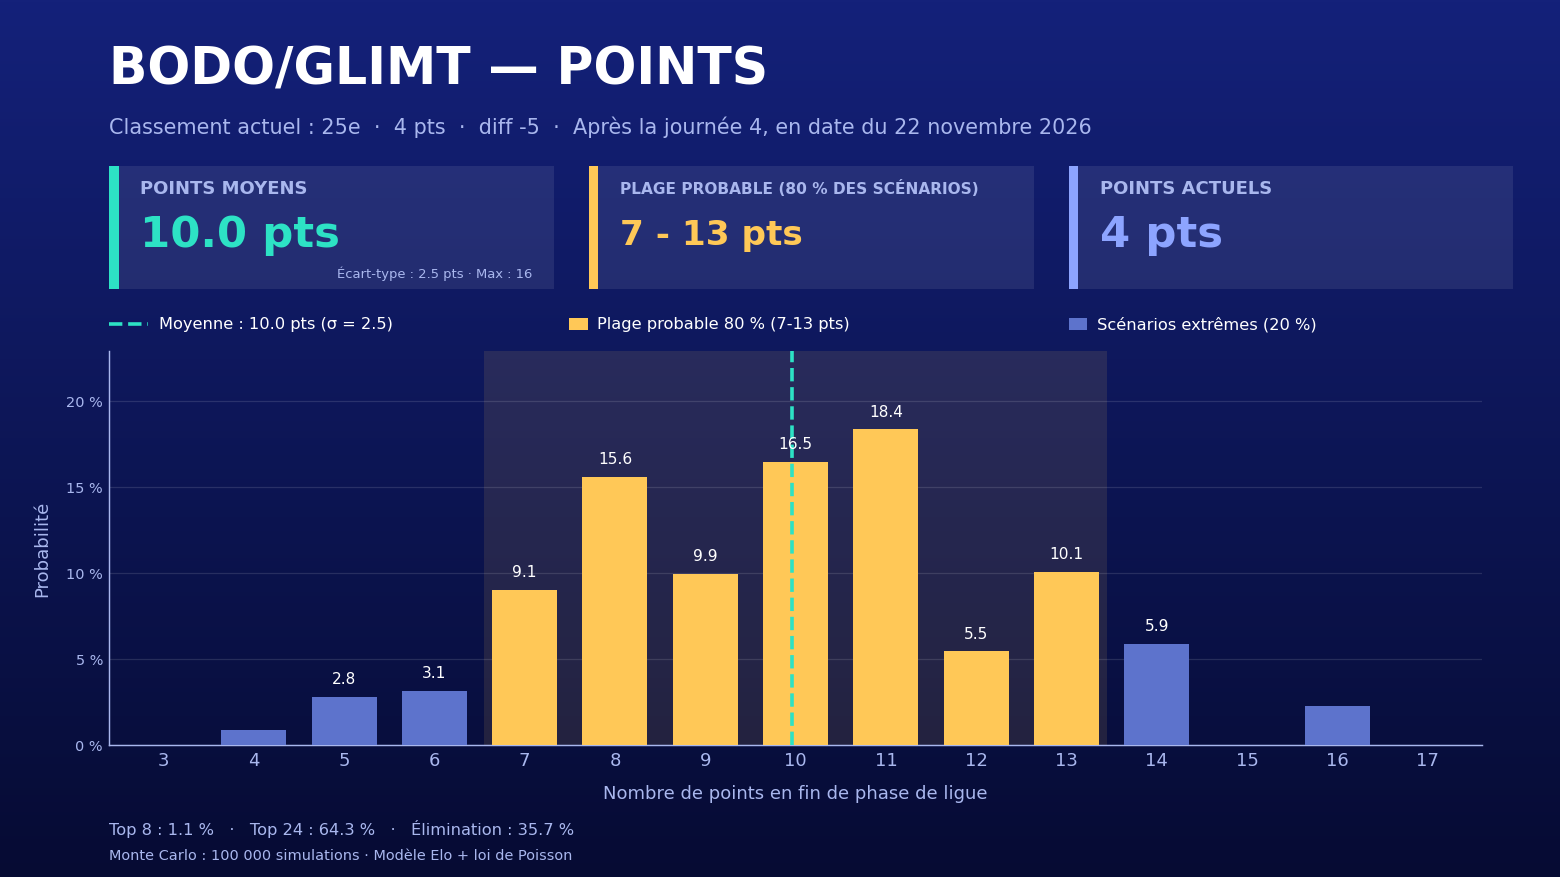 BODO/GLIMT — POINTS
Classement actuel : 25e · 4 pts · diff -5 · Après la journée 4, en date du 22 novembre 2026
POINTS MOYENS
10.0 pts
Écart-type : 2.5 pts · Max : 16
PLAGE PROBABLE (80 % DES SCÉNARIOS)
7 - 13 pts
POINTS ACTUELS
4 pts
Moyenne : 10.0 pts (σ = 2.5)
Plage probable 80 % (7-13 pts)
Scénarios extrêmes (20 %)
Probabilité
20 %
15 %
10 %
5 %
0 %
2.8
3.1
9.1
15.6
9.9
16.5
18.4
5.5
10.1
5.9
3 4 5 6 7 8 9 10 11 12 13 14 15 16 17
Nombre de points en fin de phase de ligue
Top 8 : 1.1 % · Top 24 : 64.3 % · Élimination : 35.7 %
Monte Carlo : 100 000 simulations · Modèle Elo + loi de Poisson